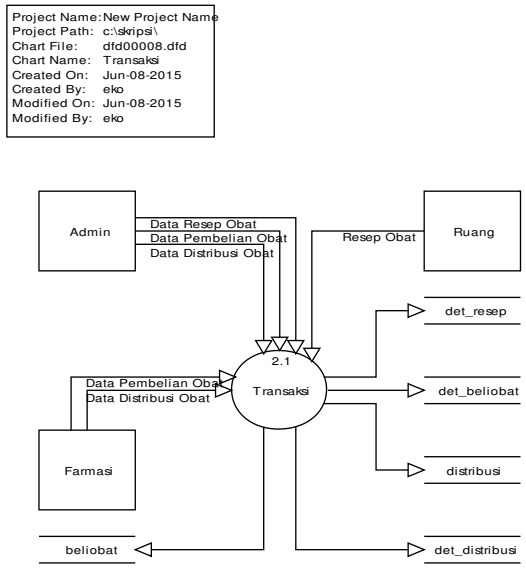 Project Name: New Project Name
Project Path: c:\skripsi\
Chart File: dfd00008.dfd
Chart Name: Transaksi
Created On: Jun-08-2015
Created By: eko
Modified On: Jun-08-2015
Modified By: eko
Admin
Data Resep Obat
Data Pembelian Obat
Data Distribusi Obat
Resep Obat
Ruang
det_resep
2.1
Transaksi
Data Pembelian Obat
Data Distribusi Obat
det_beliobat
Farmasi
distribusi
beliobat
det_distribusi